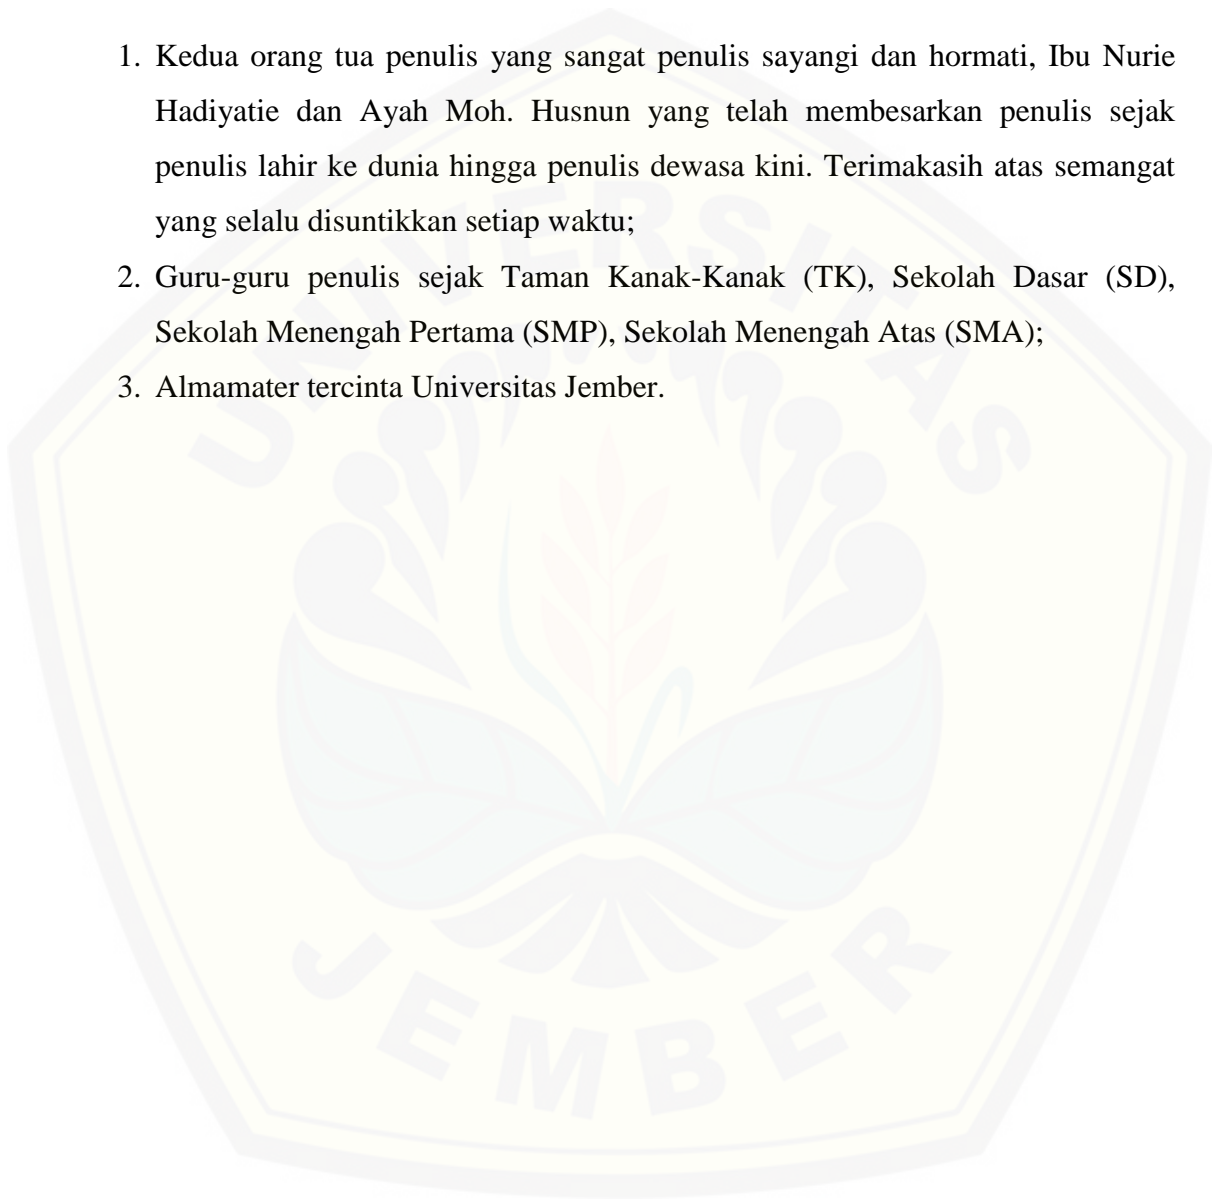 1. Kedua orang tua penulis yang sangat penulis sayangi dan hormati, Ibu Nurie
Hadiyatie dan Ayah Moh. Husnun yang telah membesarkan penulis sejak
penulis lahir ke dunia hingga penulis dewasa kini. Terimakasih atas semangat
yang selalu disuntikkan setiap waktu;
2. Guru-guru penulis sejak Taman Kanak-Kanak (TK), Sekolah Dasar (SD),
Sekolah Menengah Pertama (SMP), Sekolah Menengah Atas (SMA);
3. Almamater tercinta Universitas Jember.
UNIVERSITAS
JEMBER